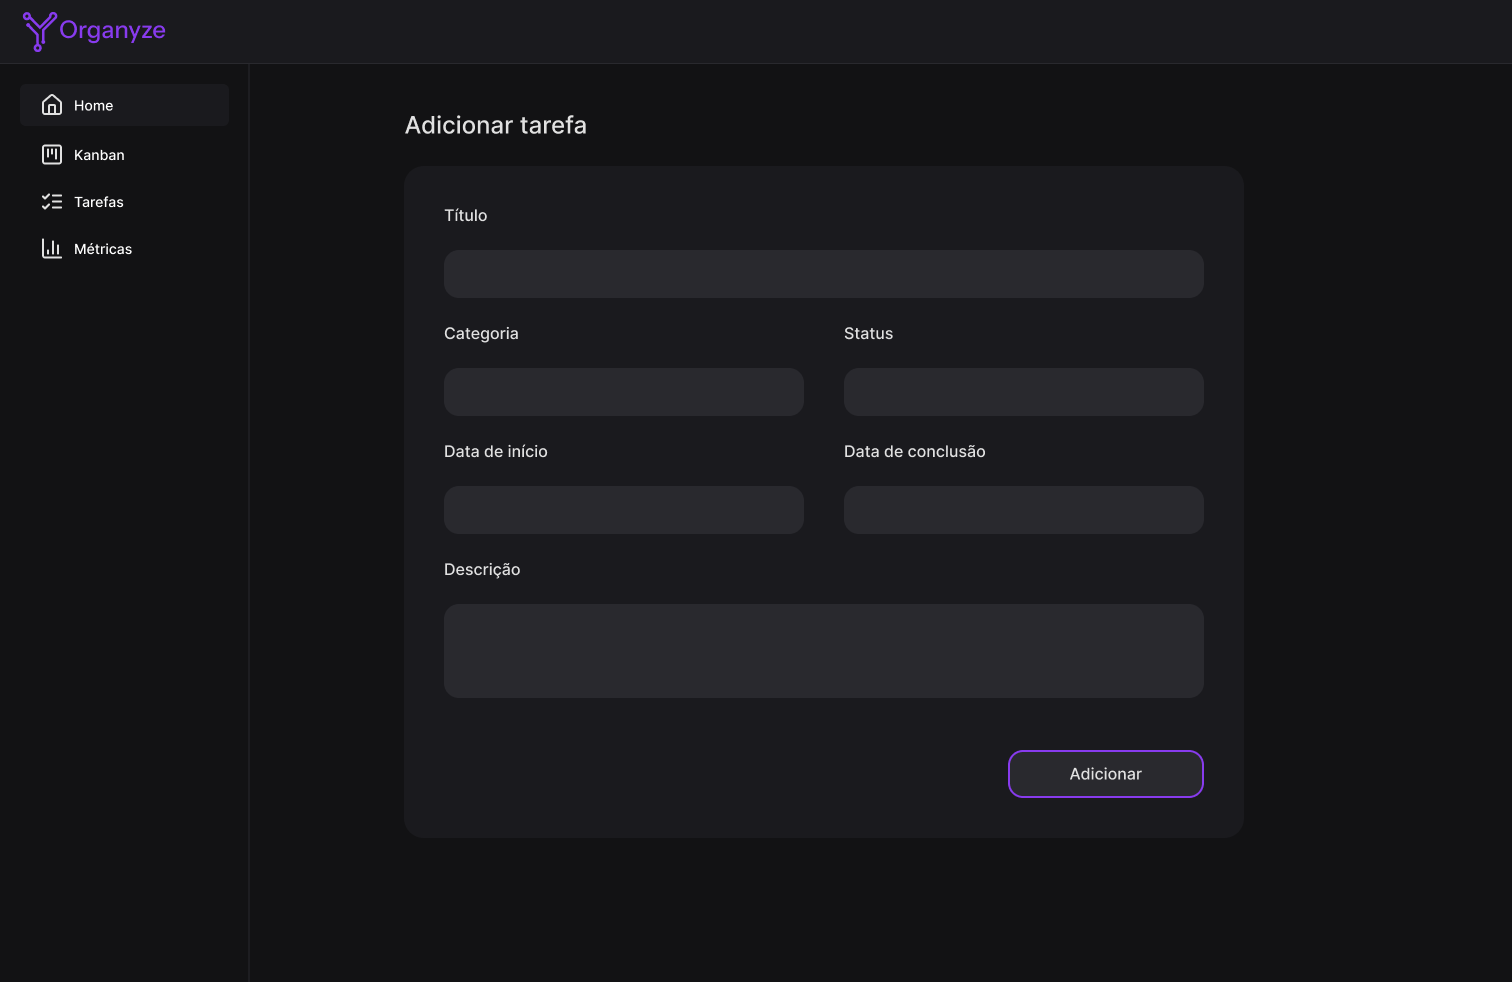 Organyze
Home
Kanban
Tarefas
Métricas
Adicionar tarefa
Título
Categoria
Status
Data de início
Data de conclusão
Descrição
Adicionar